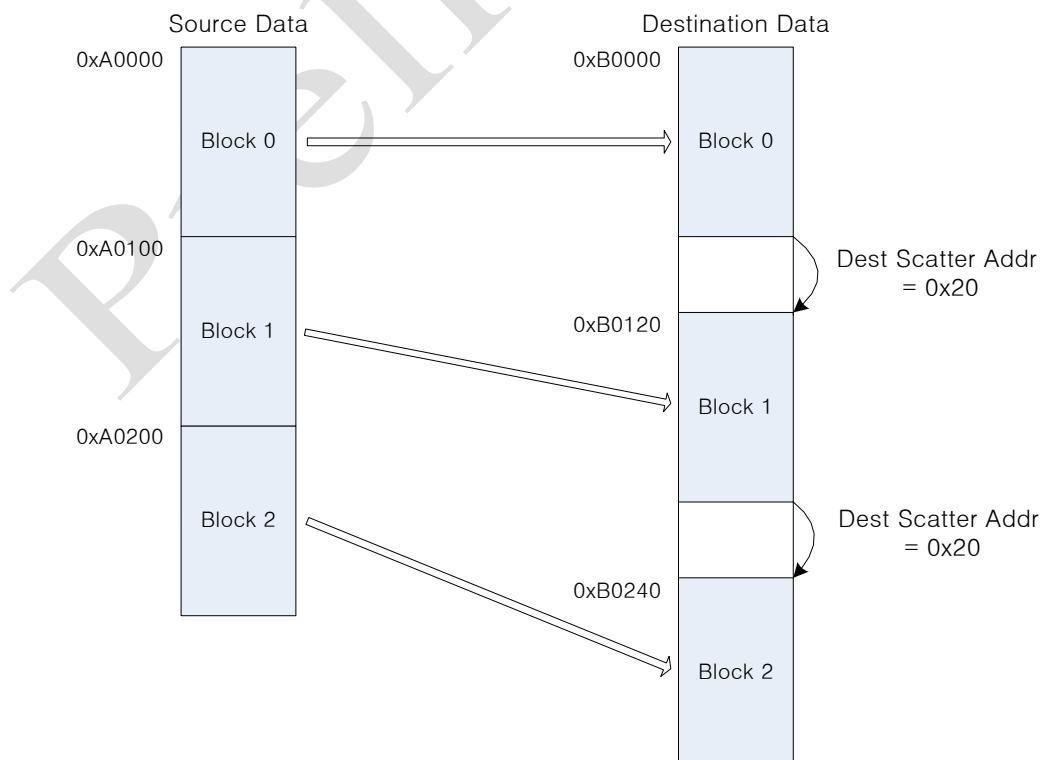 Source Data
Destination Data
0xA0000
0xB0000
Block 0
Block 0
0xA0100
Dest Scatter Addr
= 0x20
0xB0120
Block 1
Block 1
0xA0200
Block 2
Dest Scatter Addr
= 0x20
0xB0240
Block 2